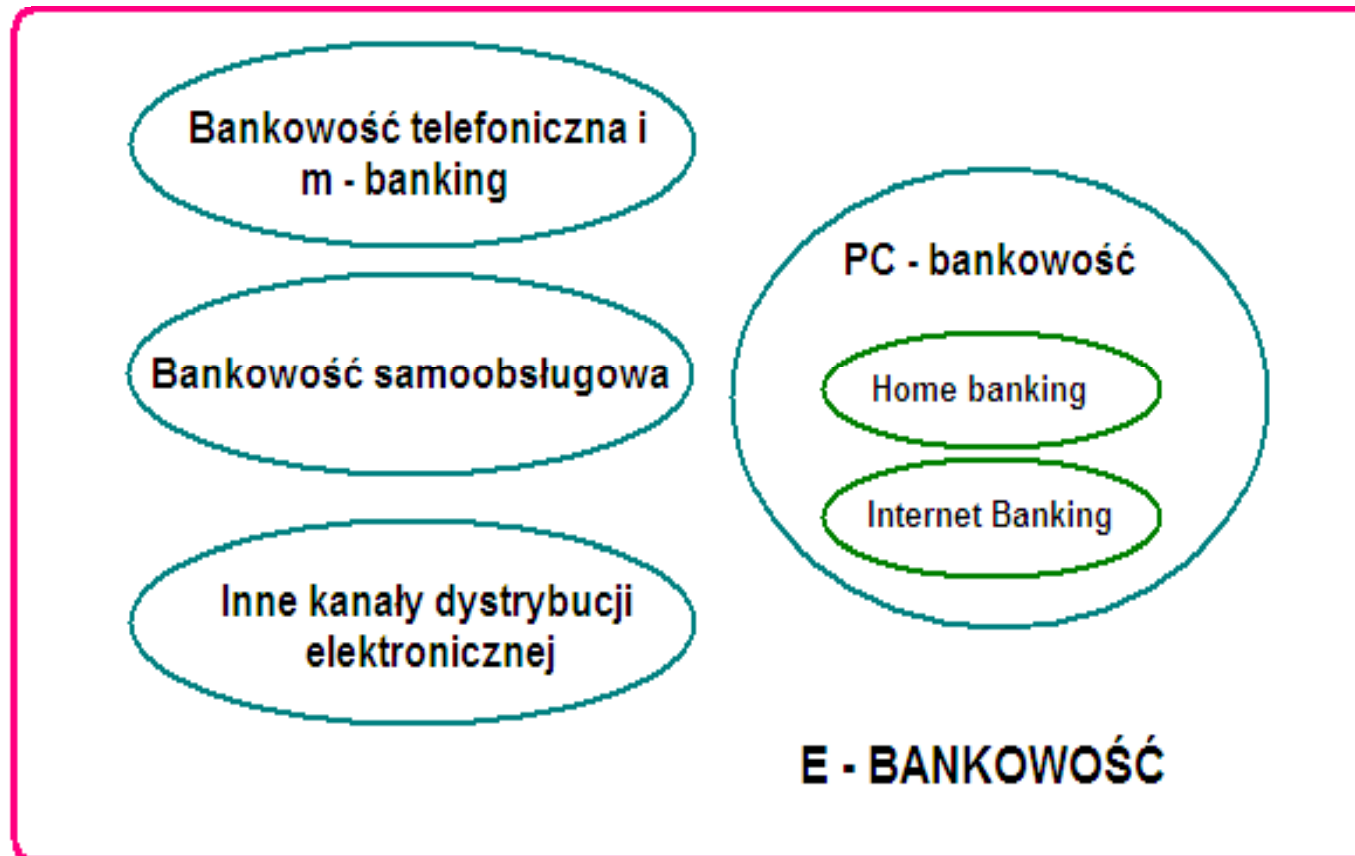 Bankowość telefoniczna i
m - banking
Bankowość samoobsługowa
Inne kanały dystrybucji
elektronicznej
PC - bankowość
Home banking
Internet Banking
E - BANKOWOŚĆ